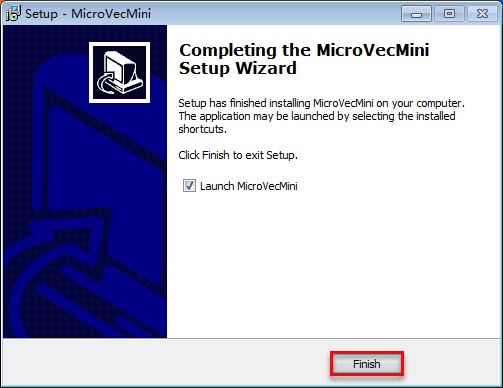 Setup - MicroVecMini
Completing the MicroVecMini
Setup Wizard
Setup has finished installing MicroVecMini on your computer.
The application may be launched by selecting the installed
shortcuts.
Click Finish to exit Setup.
Launch MicroVecMini
Finish